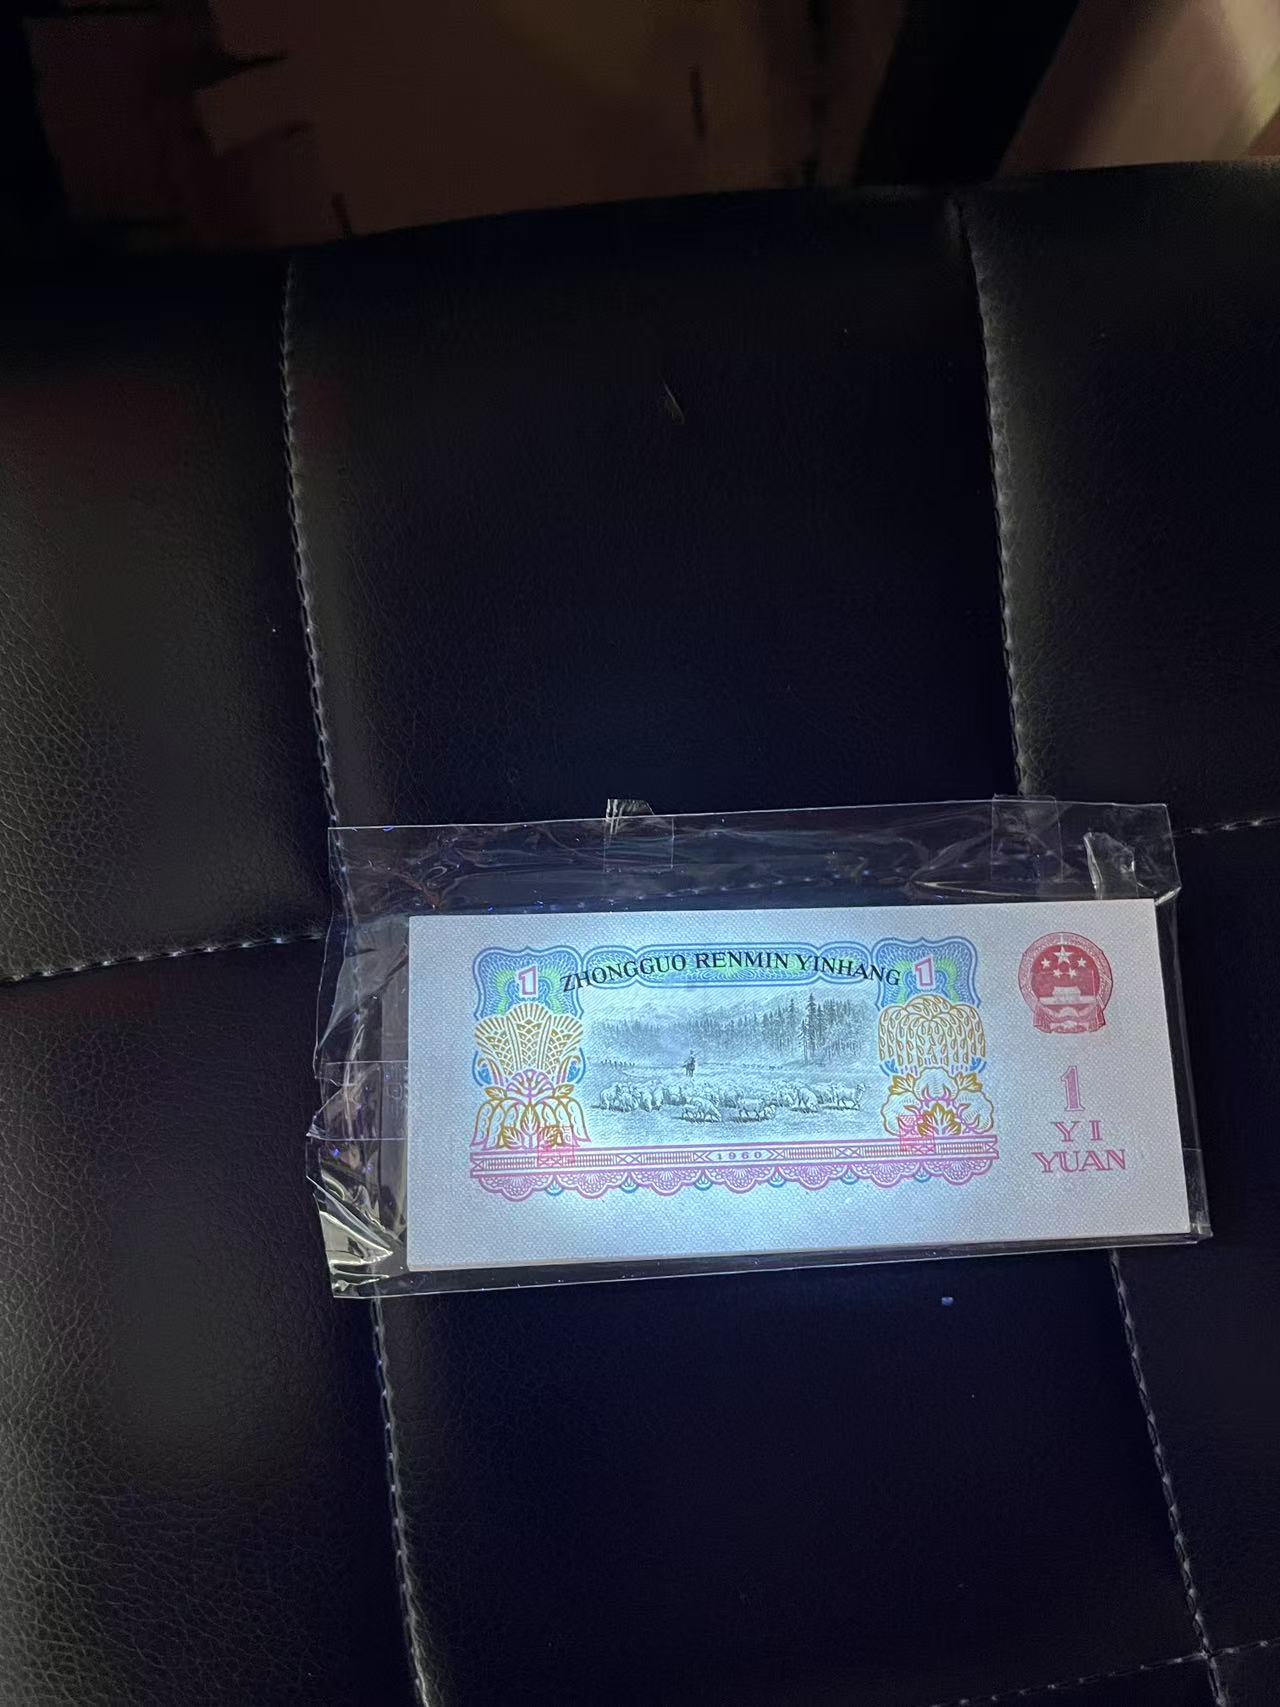 ZHONGGUO RENMIN YINHANG
1
1
1960
1
YI
YUAN